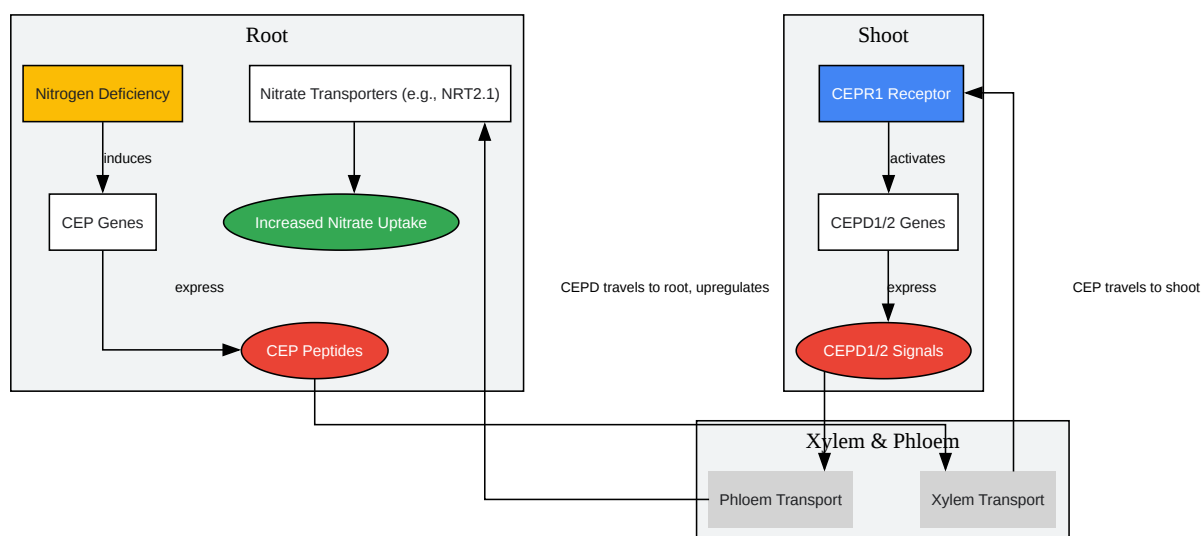 Root
Nitrogen Deficiency
Nitrate Transporters (e.g., NRT2.1)
induces
CEP Genes
Increased Nitrate Uptake
express
CEP Peptides
CEPD travels to root, upregulates
Shoot
CEPR1 Receptor
activates
CEPD1/2 Genes
express
CEPD1/2 Signals
CEP travels to shoot
Xylem & Phloem
Phloem Transport
Xylem Transport